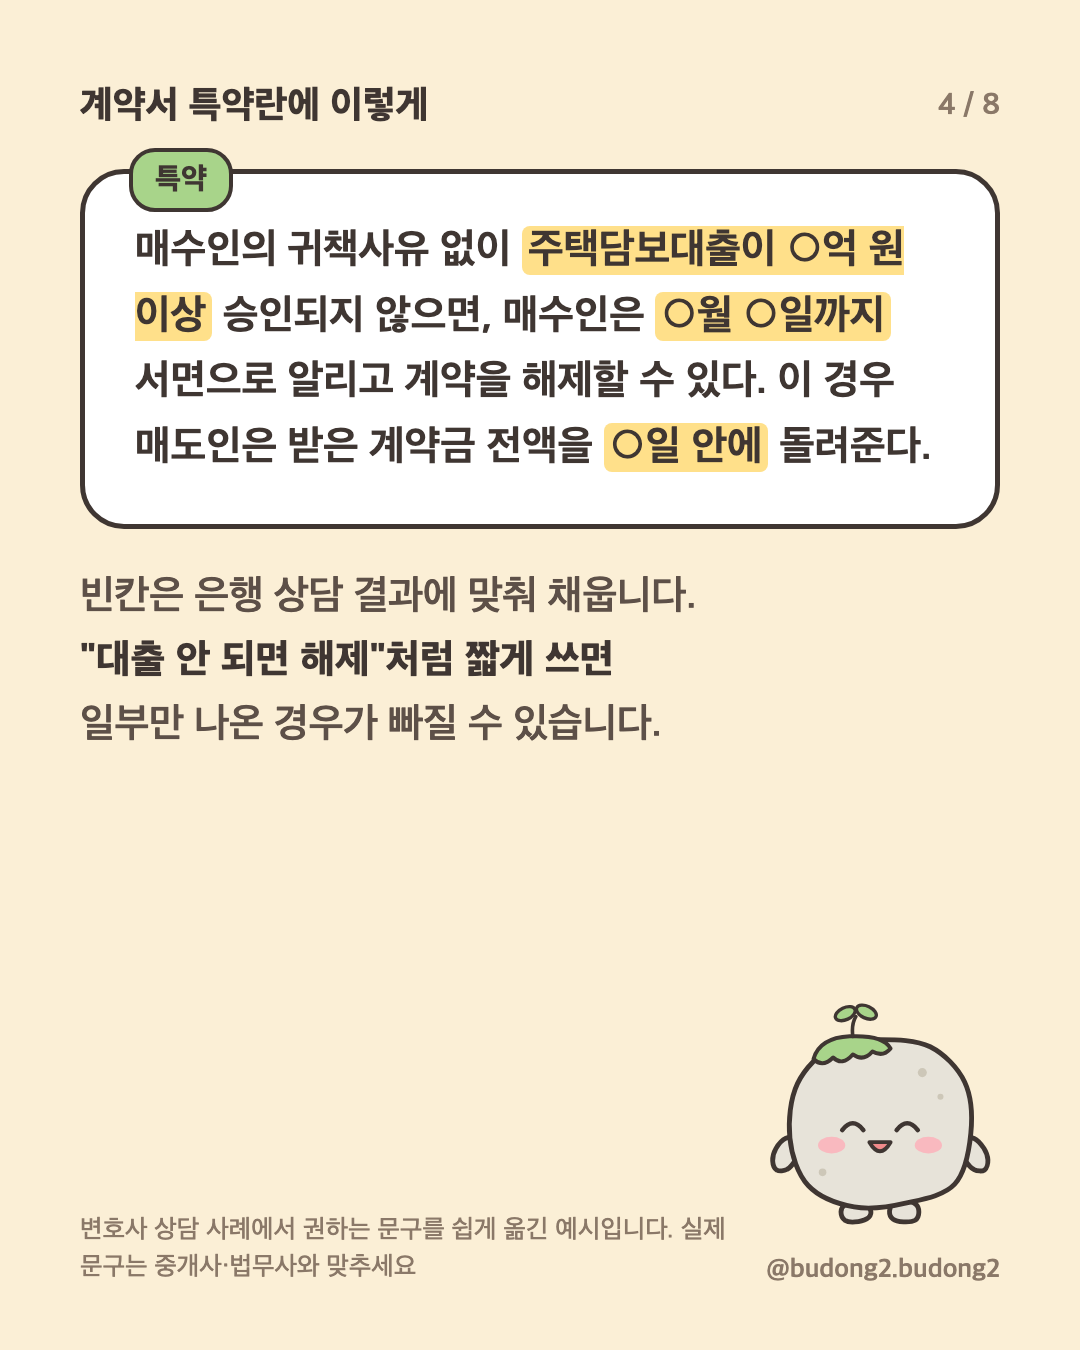 계약서 특약란에 이렇게
4 / 8
특약
매수인의 귀책사유 없이 주택담보대출이 ○억 원
이상 승인되지 않으면, 매수인은 ○월 ○일까지
서면으로 알리고 계약을 해제할 수 있다. 이 경우
매도인은 받은 계약금 전액을 ○일 안에 돌려준다.
빈칸은 은행 상담 결과에 맞춰 채웁니다.
"대출 안 되면 해제"처럼 짧게 쓰면
일부만 나온 경우가 빠질 수 있습니다.
변호사 상담 사례에서 권하는 문구를 쉽게 옮긴 예시입니다. 실제
문구는 중개사·법무사와 맞추세요
@budong2.budong2